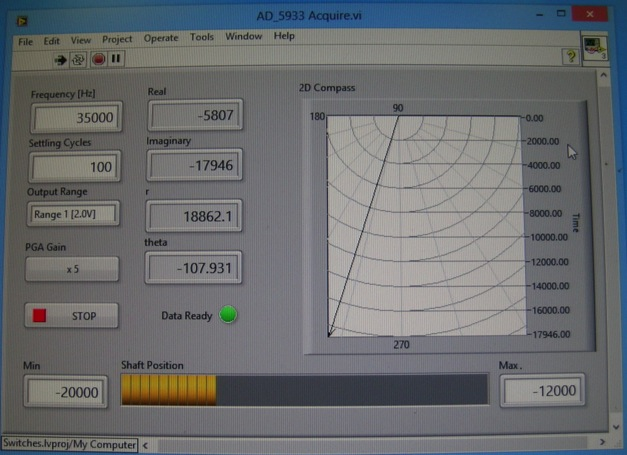 AD_5933 Acquire.vi
File Edit View Project Operate Tools Window Help
Frequency [Hz]
35000
Settling Cycles
100
Output Range
Range 1 [2.0V]
PGA Gain
x 5
STOP
Real
-5807
Imaginary
-17946
r
18862.1
theta
-107.931
Data Ready
2D Compass
90
180
270
0.00
2000.00
4000.00
6000.00
8000.00
10000.00
12000.00
14000.00
16000.00
17946.00
Time
Min
-20000
Shaft Position
Max.
-12000
Switches.lvproj/My Computer